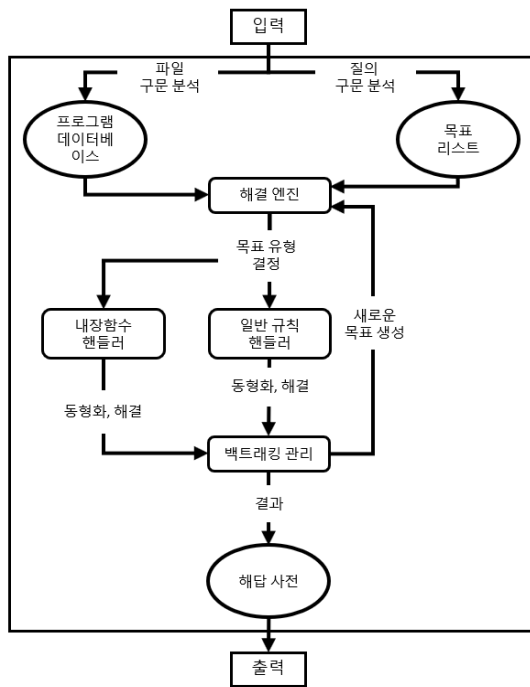 입력
파일
구문 분석
질의
구문 분석
프로그램
데이터베
이스
목표
리스트
해결 엔진
목표 유형
결정
내장함수
핸들러
일반 규칙
핸들러
새로운
목표 생성
동형화, 해결
동형화, 해결
백트래킹 관리
결과
해답 사전
출력